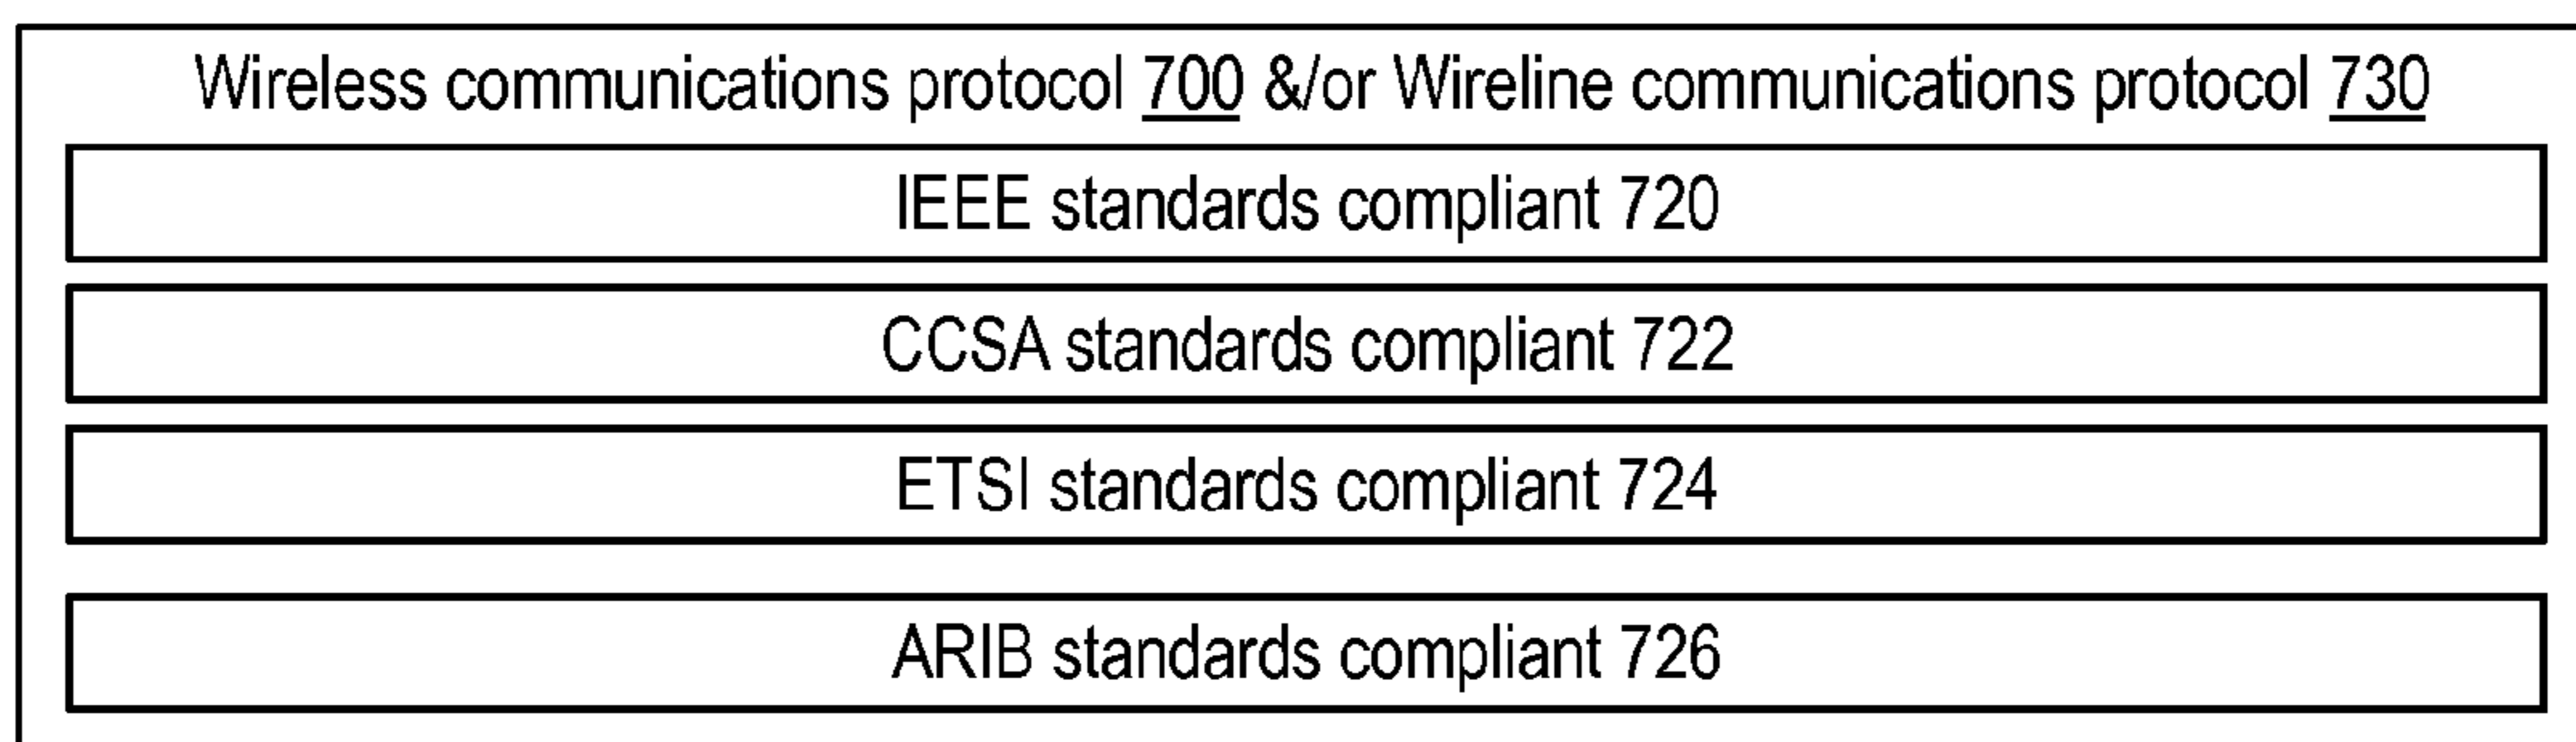 Wireless communications protocol 700 &/or Wireline communications protocol 730
IEEE standards compliant 720
CCSA standards compliant 722
ETSI standards compliant 724
ARIB standards compliant 726